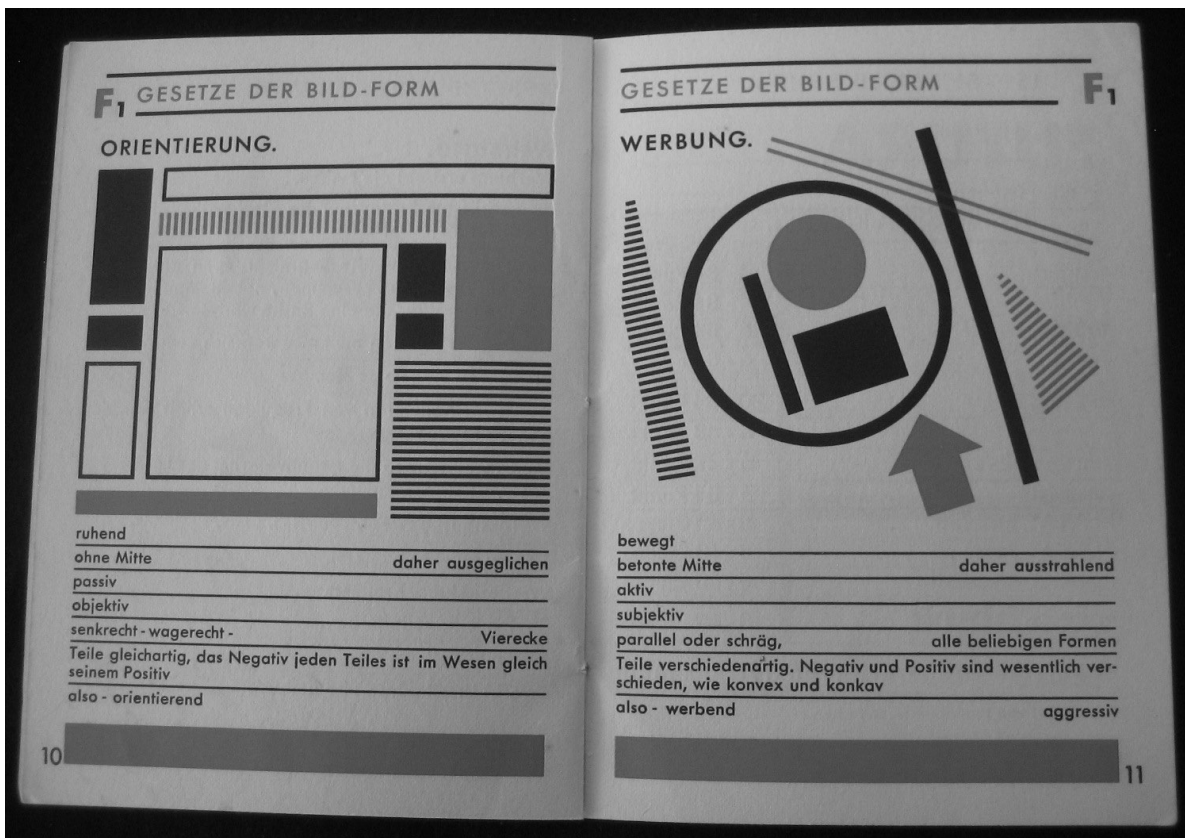 F1 GESETZE DER BILD-FORM
ORIENTIERUNG.
ruhend
ohne Mitte daher ausgeglichen
passiv
objektiv
senkrecht - wagerecht - Vierecke
Teile gleichartig, das Negativ jeden Teiles ist im Wesen gleich
seinem Positiv
also - orientierend
10
GESETZE DER BILD-FORM F1
WERBUNG.
bewegt
betonte Mitte daher ausstrahlend
aktiv
subjektiv
parallel oder schräg, alle beliebigen Formen
Teile verschiedenartig. Negativ und Positiv sind wesentlich ver-
schieden, wie konvex und konkav
also - werbend aggressiv
11